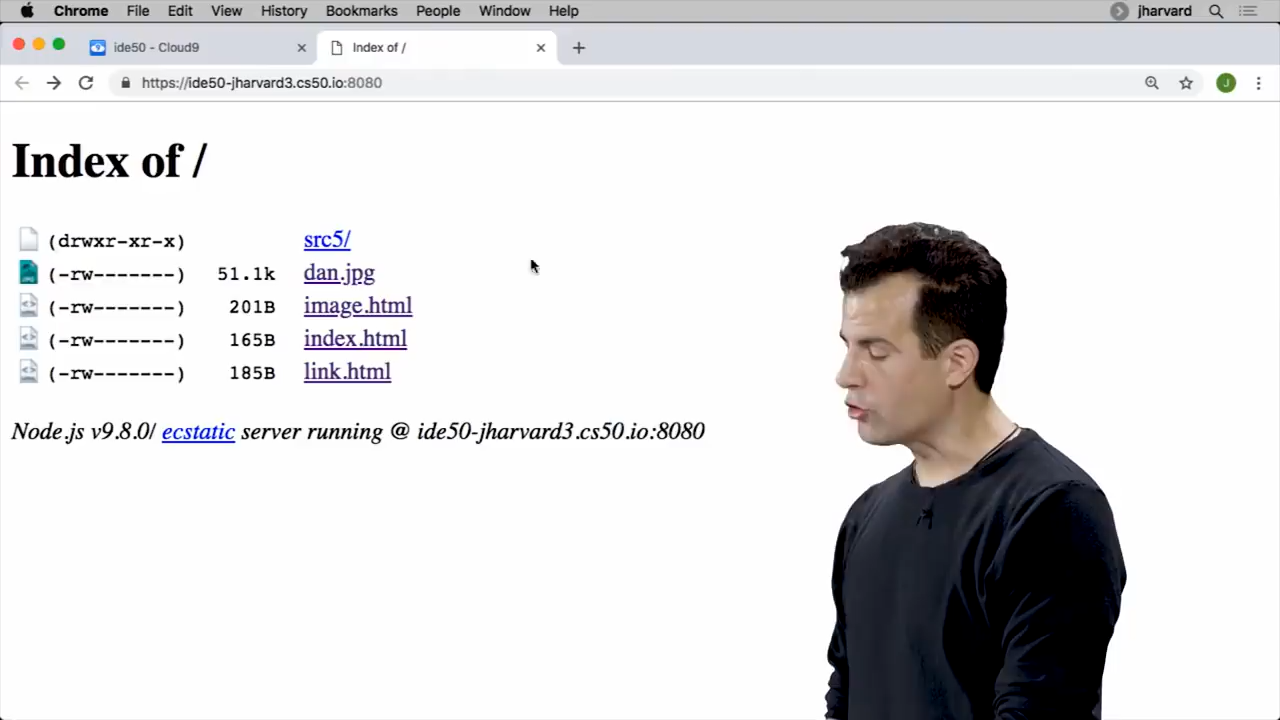 Chrome File Edit View History Bookmarks People Window Help jharvard
ide50 - Cloud9 Index of /
https://ide50-jharvard3.cs50.io:8080 J
Index of /
(drwxr-xr-x) src5/
(-rw-------) 51.1k dan.jpg
(-rw-------) 201B image.html
(-rw-------) 165B index.html
(-rw-------) 185B link.html
Node.js v9.8.0/ ecstatic server running @ ide50-jharvard3.cs50.io:8080